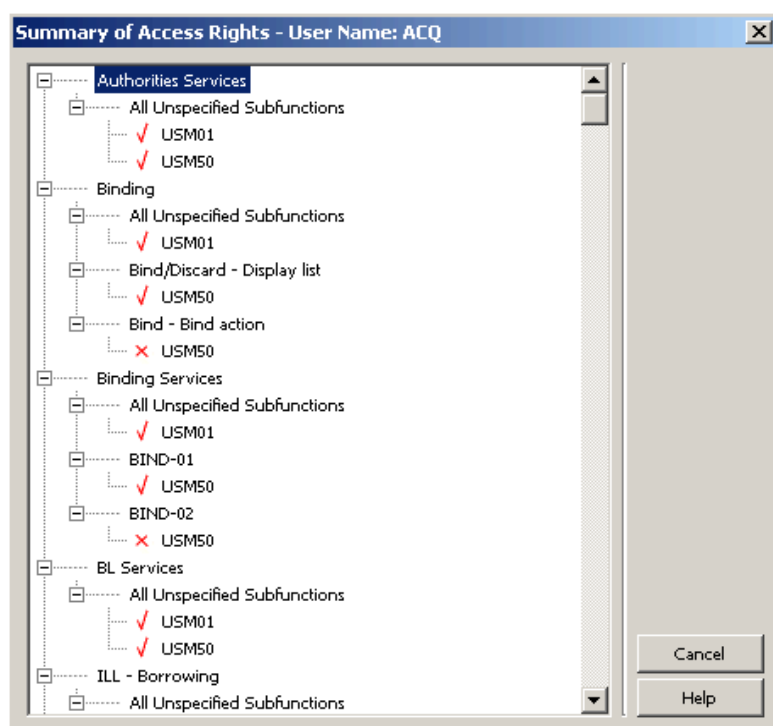 Summary of Access Rights - User Name: ACQ
Authorities Services
All Unspecified Subfunctions
USM01
USM50
Binding
All Unspecified Subfunctions
USM01
Bind/Discard - Display list
USM50
Bind - Bind action
USM50
Binding Services
All Unspecified Subfunctions
USM01
BIND-01
USM50
BIND-02
USM50
BL Services
All Unspecified Subfunctions
USM01
USM50
ILL - Borrowing
All Unspecified Subfunctions
Cancel
Help